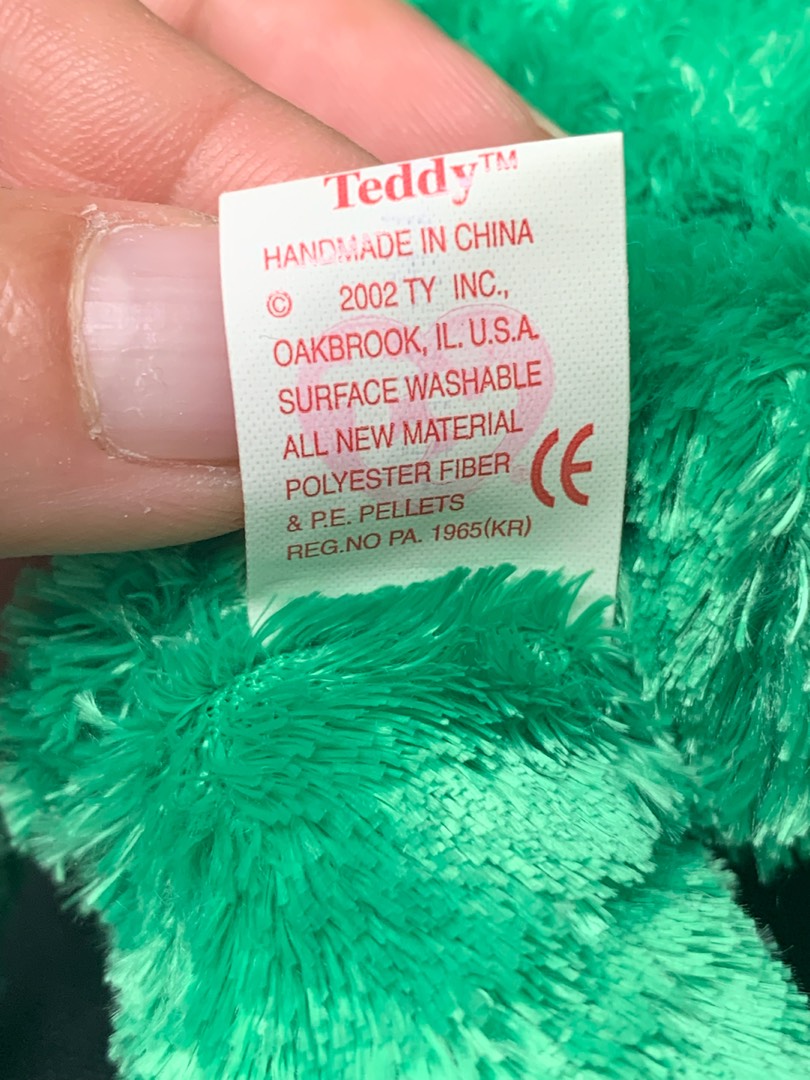 Teddy™
HANDMADE IN CHINA
© 2002 TY INC.,
OAKBROOK, IL. U.S.A.
SURFACE WASHABLE
ALL NEW MATERIAL
POLYESTER FIBER
& P.E. PELLETS
REG.NO PA. 1965(KR)
CE